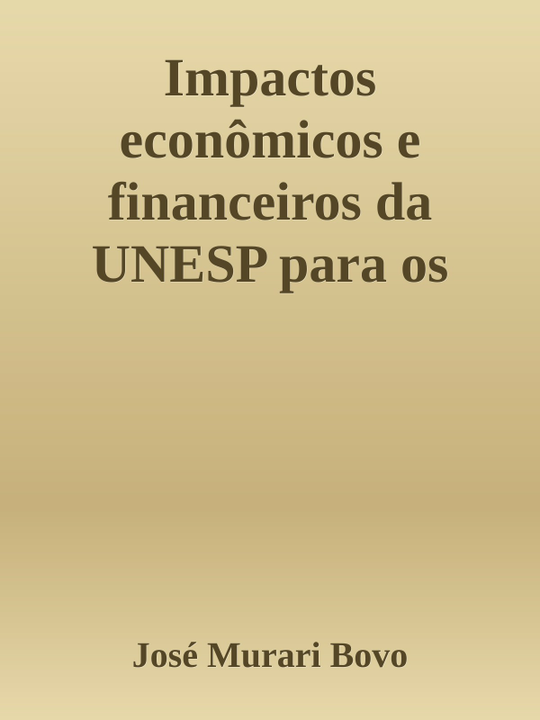 Impactos
econômicos e
financeiros da
UNESP para os
José Murari Bovo